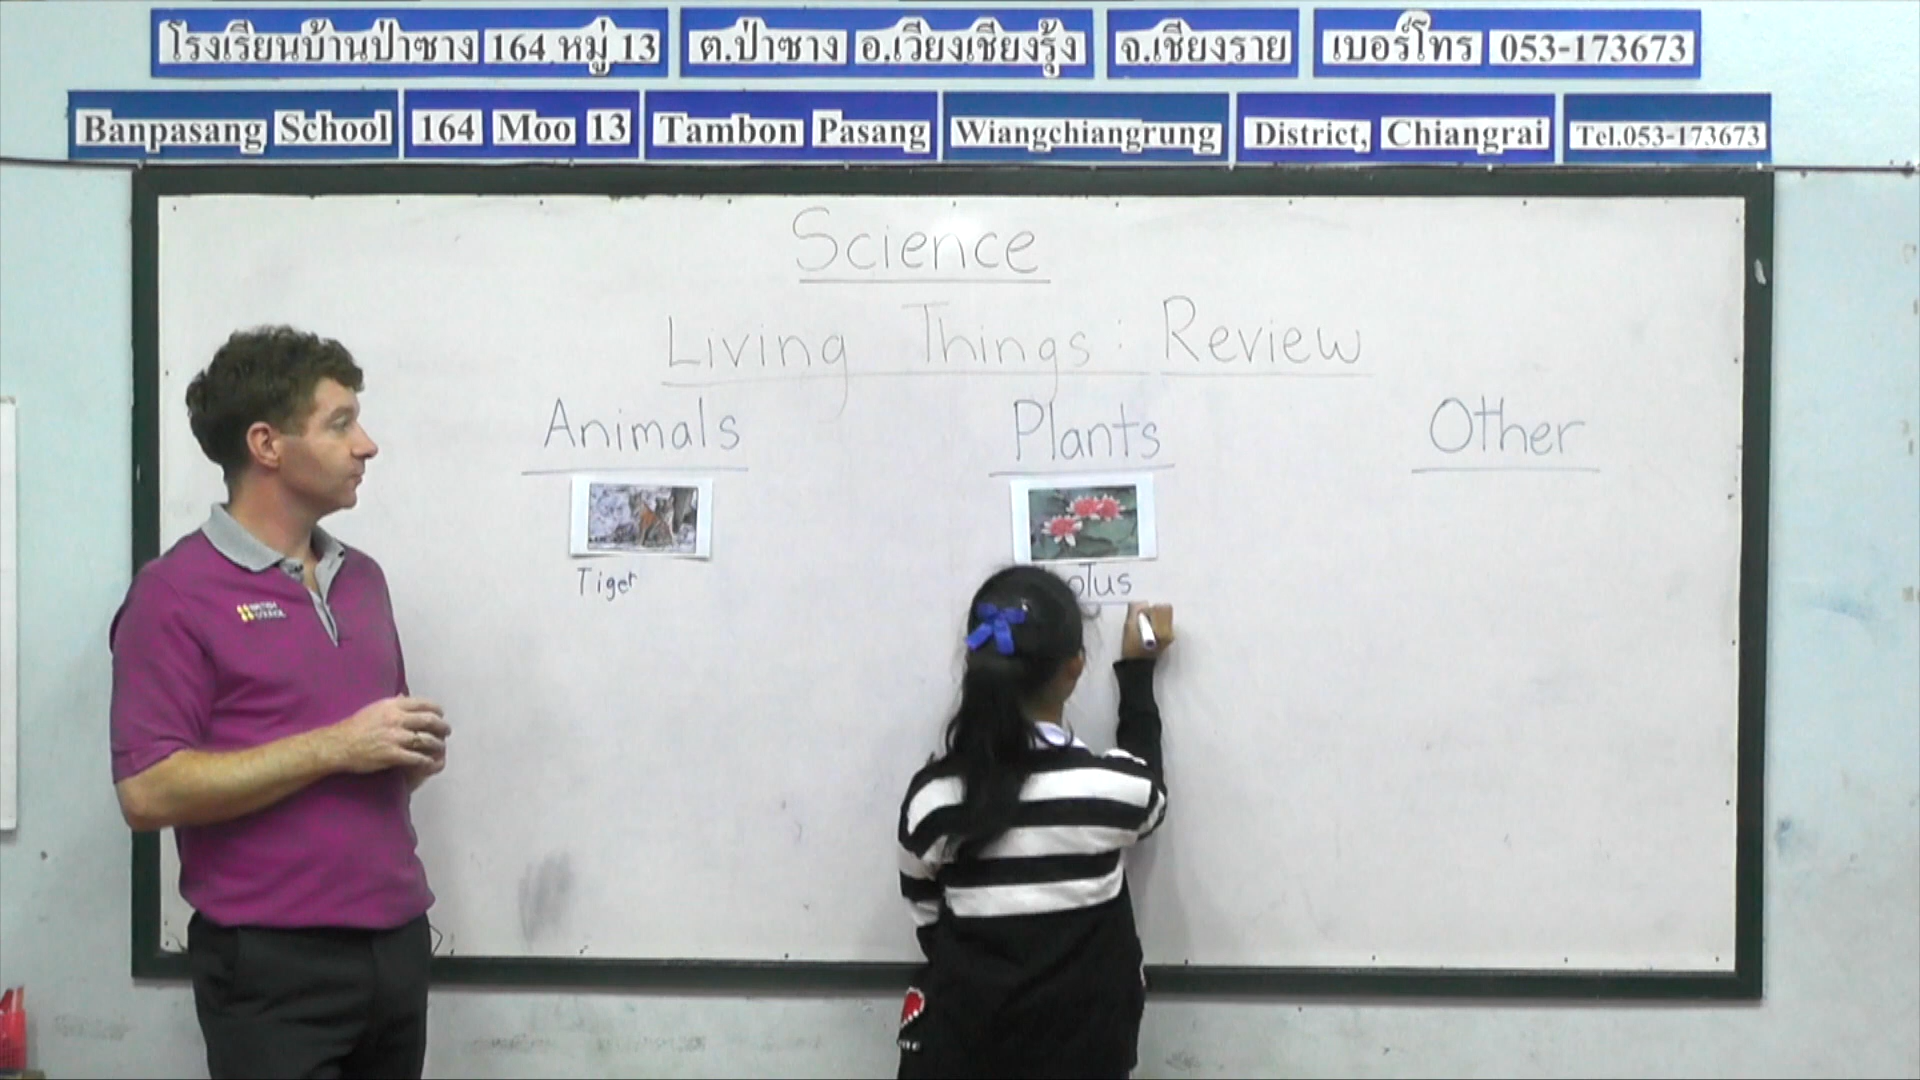 โรงเรียนบ้านป่าซาง 164 หมู่ 13 ต.ป่าซาง อ.เวียงเชียงรุ้ง จ.เชียงราย เบอร์โทร 053-173673
Banpasang School 164 Moo 13 Tambon Pasang Wiangchiangrung District, Chiangrai Tel.053-173673
Science
Living Things : Review
Animals Plants Other
Tiger
BRITISH
COUNCIL